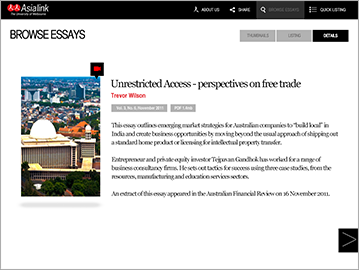 Asialink
The University of Melbourne
ABOUT US
SHARE
BROWSE ESSAYS
QUICK LISTING
BROWSE ESSAYS
THUMBNAILS
LISTING
DETAILS
Unrestricted Access - perspectives on free trade
Trevor Wilson
Vol. 3, No. 6, November 2011
PDF 1.4mb
This essay outlines emerging market strategies for Australian companies to "build local" in
India and create business opportunities by moving beyond the usual approach of shipping out
a standard home product or licensing for intellectual property transfer.
Entrepreneur and private equity investor Tejpavan Gandhok has worked for a range of
business consultancy firms. He sets out tactics for success using three case studies, from the
resources, manufacturing and education services sectors.
An extract of this essay appeared in the Australian Financial Review on 16 November 2011.